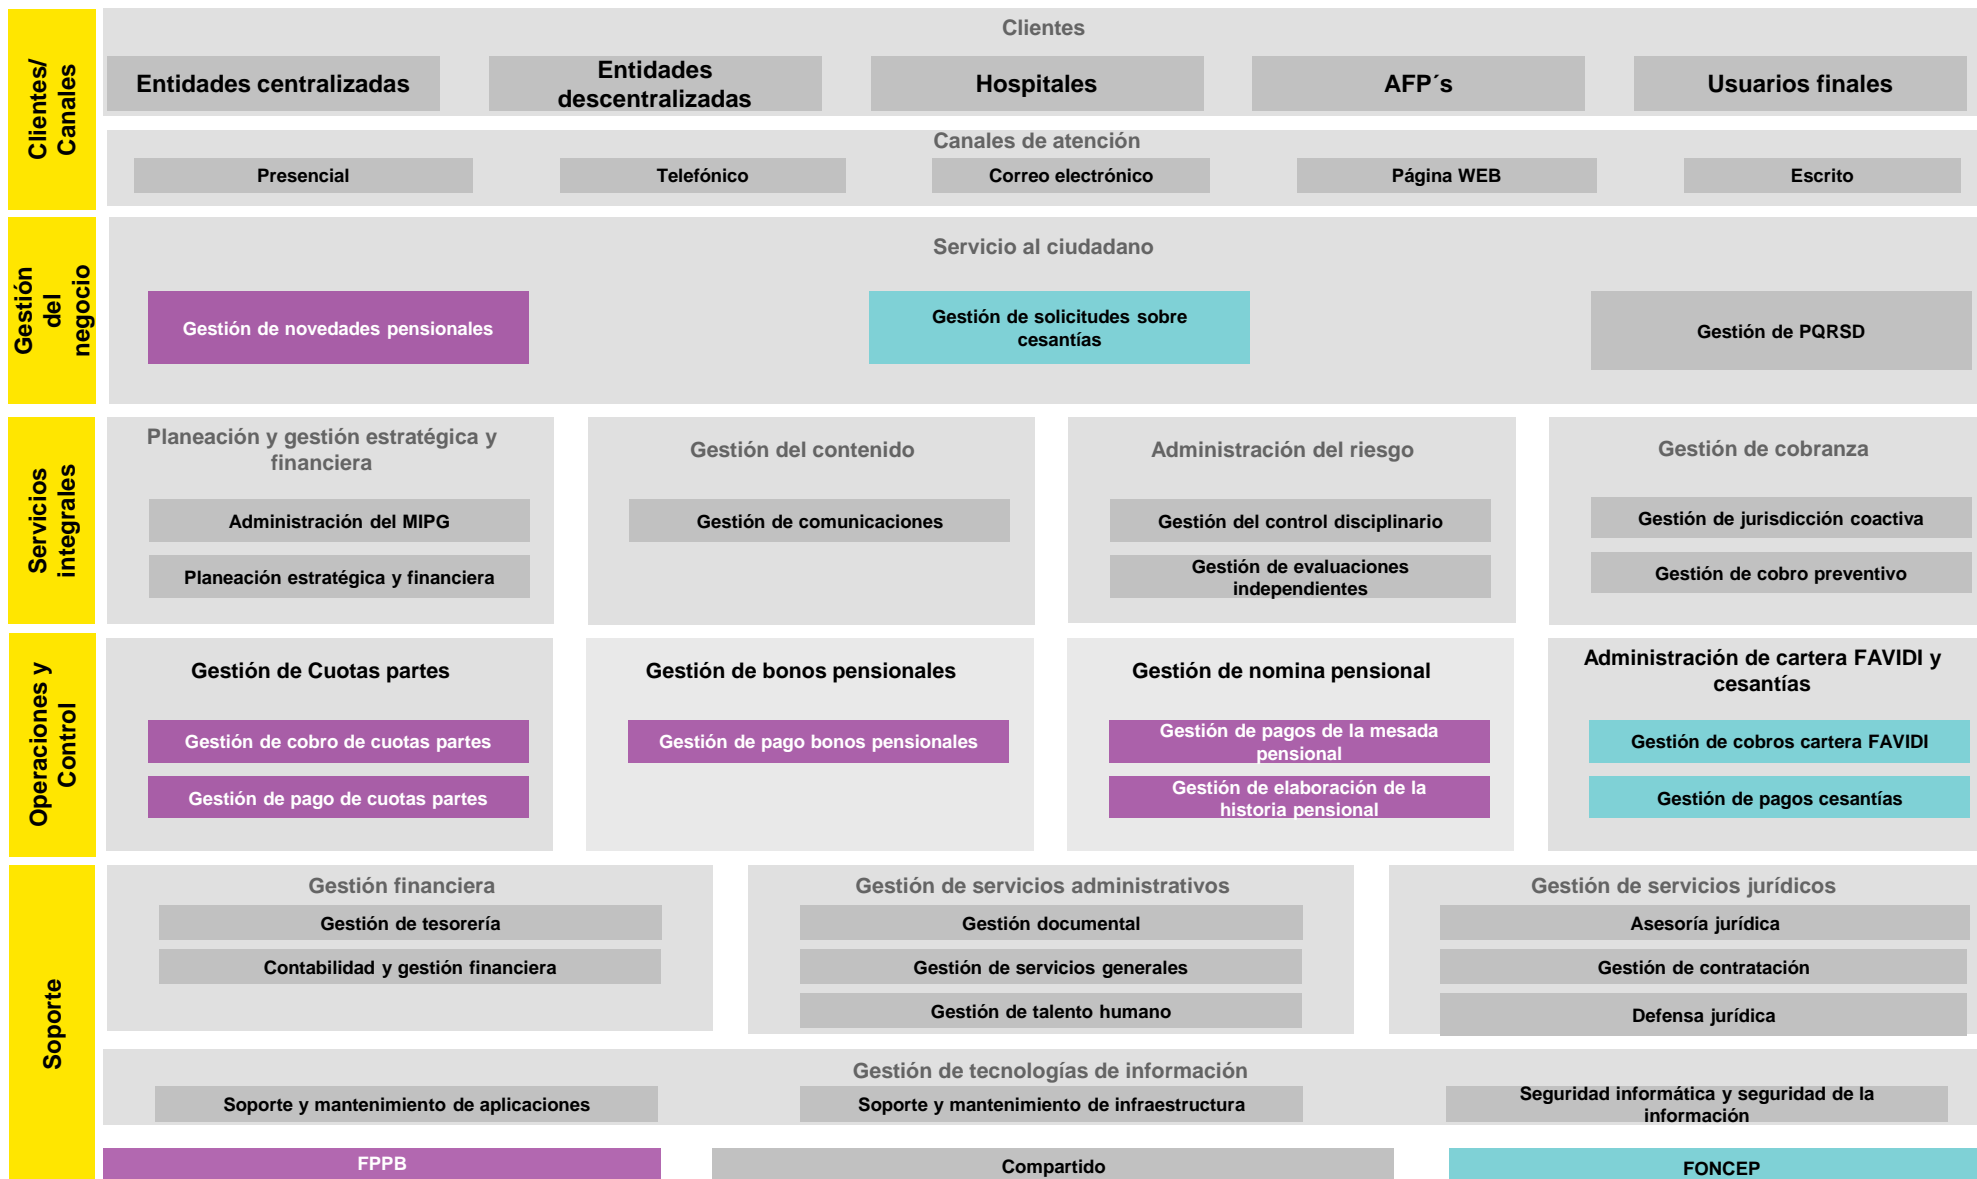 Clientes/
Canales
Clientes
Entidades centralizadas
Entidades
descentralizadas
Hospitales
AFP´s
Usuarios finales
Canales de atención
Presencial
Telefónico
Correo electrónico
Página WEB
Escrito
Gestión
del
negocio
Servicio al ciudadano
Gestión de novedades pensionales
Gestión de solicitudes sobre
cesantías
Gestión de PQRSD
Servicios
integrales
Planeación y gestión estratégica y
financiera
Administración del MIPG
Planeación estratégica y financiera
Gestión del contenido
Gestión de comunicaciones
Administración del riesgo
Gestión del control disciplinario
Gestión de evaluaciones
independientes
Gestión de cobranza
Gestión de jurisdicción coactiva
Gestión de cobro preventivo
Operaciones y
Control
Gestión de Cuotas partes
Gestión de cobro de cuotas partes
Gestión de pago de cuotas partes
Gestión de bonos pensionales
Gestión de pago bonos pensionales
Gestión de nomina pensional
Gestión de pagos de la mesada
pensional
Gestión de elaboración de la
historia pensional
Administración de cartera FAVIDI y
cesantías
Gestión de cobros cartera FAVIDI
Gestión de pagos cesantías
Soporte
Gestión financiera
Gestión de tesorería
Contabilidad y gestión financiera
Gestión de servicios administrativos
Gestión documental
Gestión de servicios generales
Gestión de talento humano
Gestión de servicios jurídicos
Asesoría jurídica
Gestión de contratación
Defensa jurídica
Gestión de tecnologías de información
Soporte y mantenimiento de aplicaciones
Soporte y mantenimiento de infraestructura
Seguridad informática y seguridad de la
información
FPPB
Compartido
FONCEP